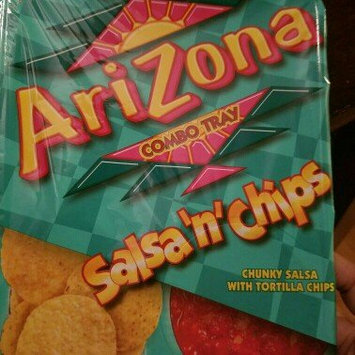 AriZona
COMBO TRAY
Salsa 'n' Chips
CHUNKY SALSA
WITH TORTILLA CHIPS